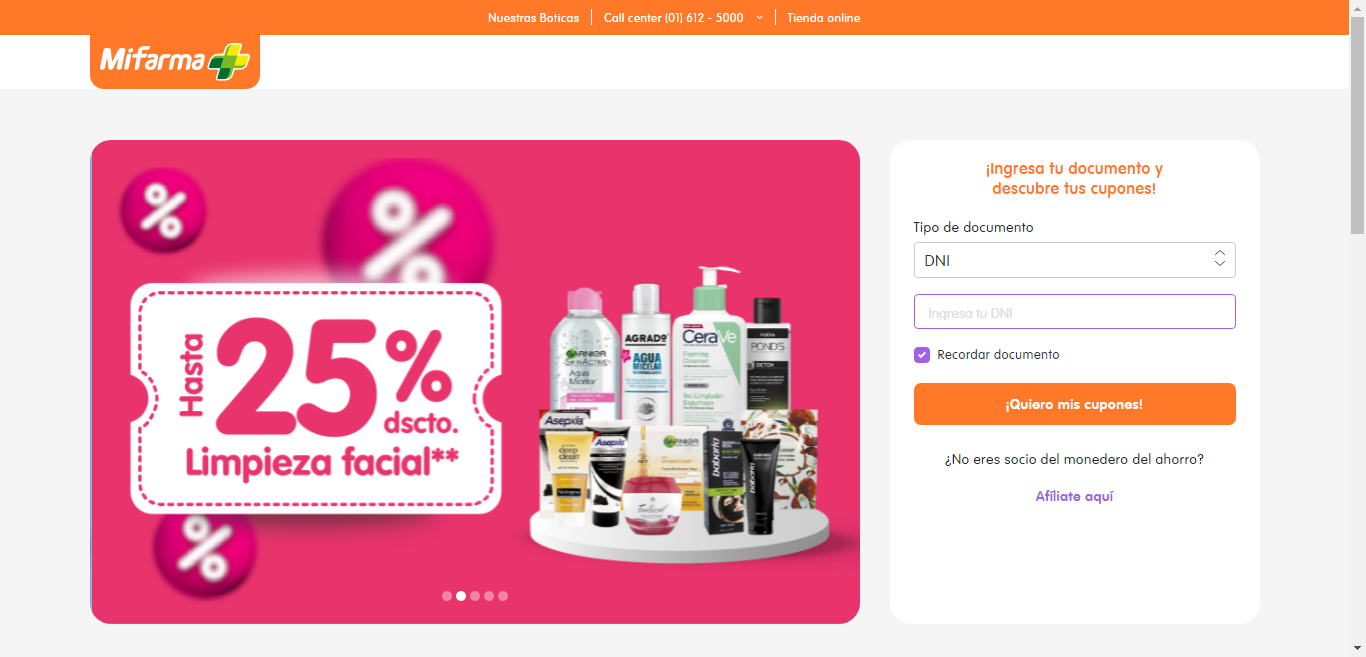 Nuestras Boticas
Call center (01) 612 - 5000
Tienda online
Mifarma
%
%
Hasta
25%
dscto.
Limpieza facial**
%
GARNIER
SKINACTIVE
Agua
Micelar
AGRADO
AGUA
MICELAR
CeraVe
Foaming
Cleanser
Gel Limpiador
Espumoso
POND'S
DETOX
Asepxia
deep
clean
Neutrogena
Asepxia
GARNIER
babaria
babaria
¡Ingresa tu documento y
descubre tus cupones!
Tipo de documento
DNI
Ingresa tu DNI
Recordar documento
¡Quiero mis cupones!
¿No eres socio del monedero del ahorro?
Afíliate aquí